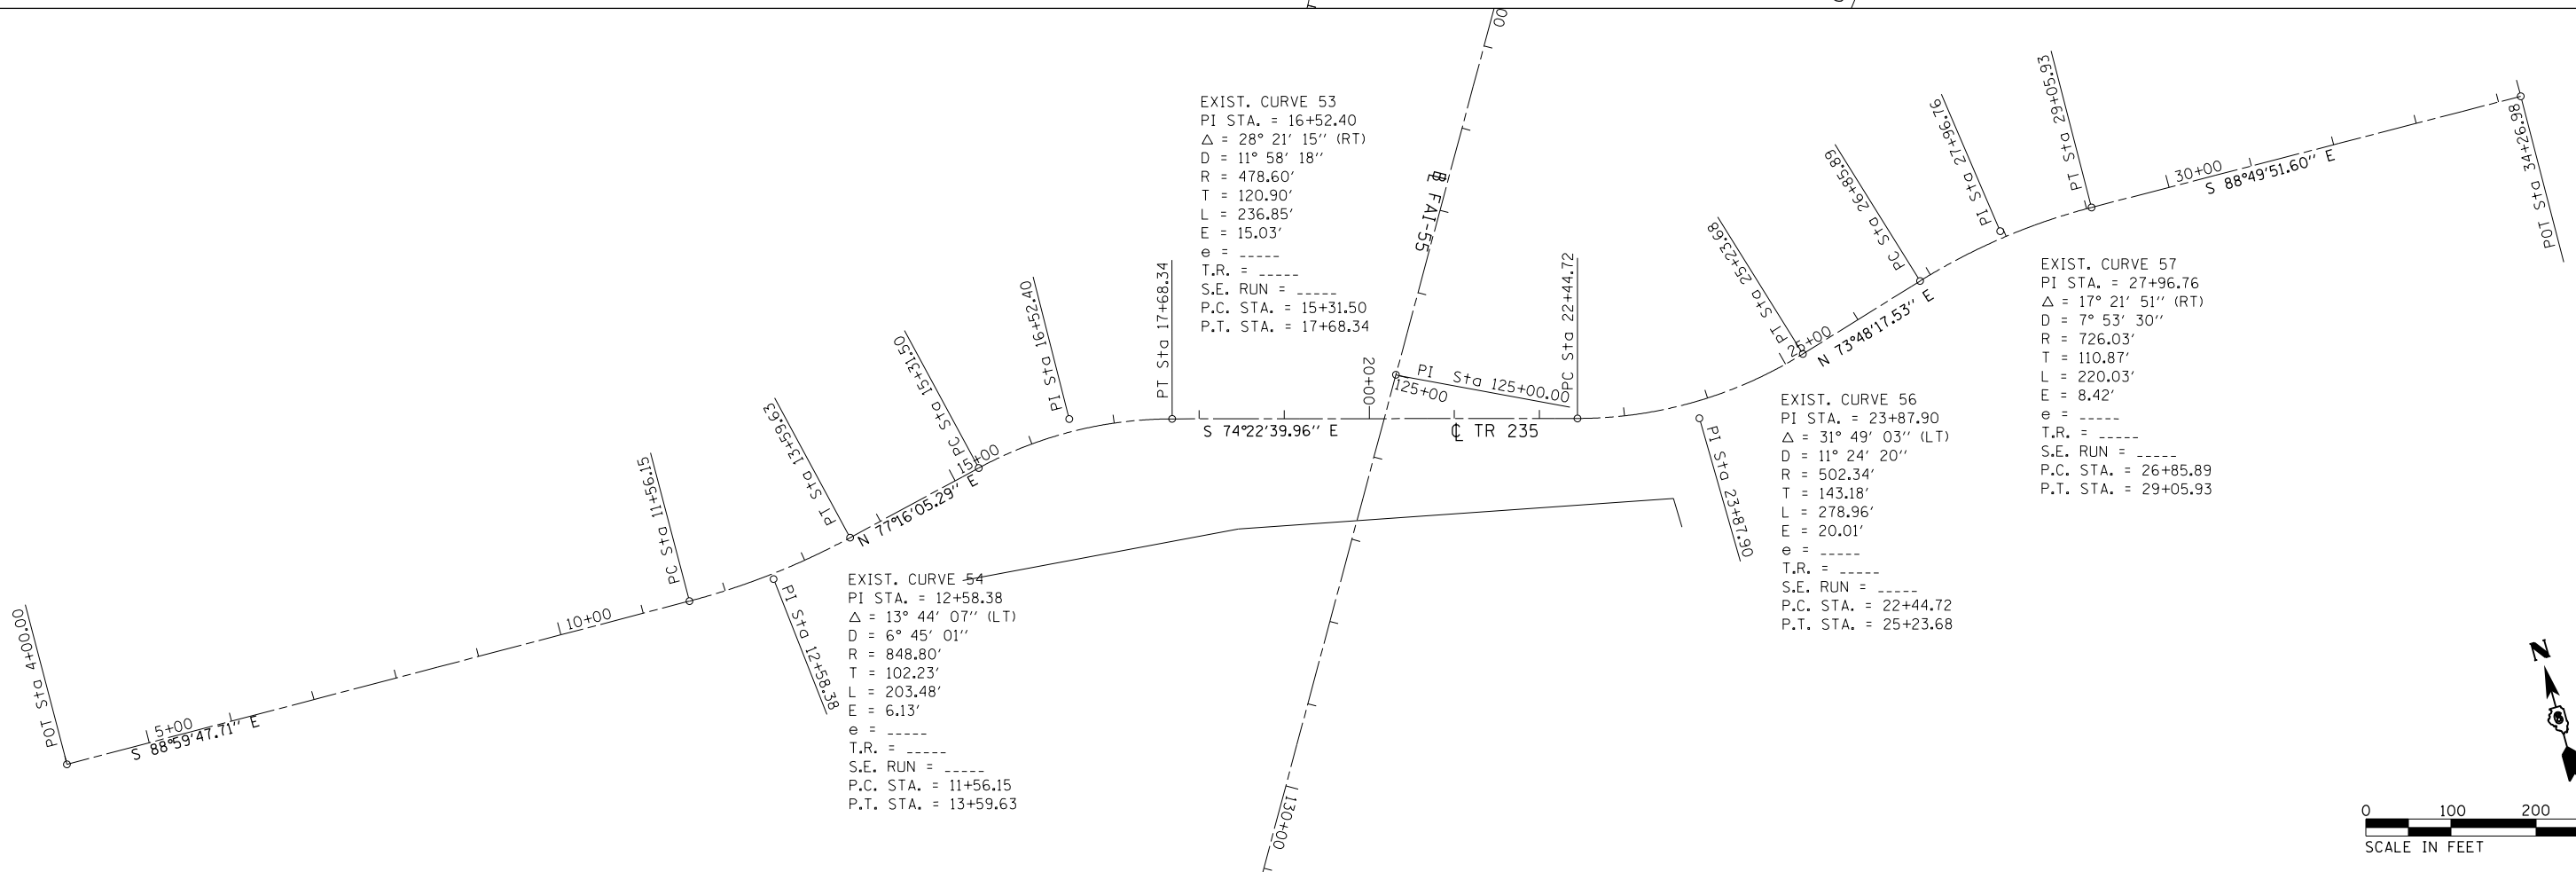 POT Sta 4+00.00
5+00
S 88°59'47.71'' E
10+00
PC Sta 11+56.15
PI Sta 12+58.38
PT Sta 13+59.63
N 77°16'05.29'' E
15+00
PC Sta 15+31.50
PI Sta 16+52.40
PT Sta 17+68.34
EXIST. CURVE 53
PI STA. = 16+52.40
Δ = 28° 21' 15'' (RT)
D = 11° 58' 18''
R = 478.60'
T = 120.90'
L = 236.85'
E = 15.03'
e = _____
T.R. = _____
S.E. RUN = _____
P.C. STA. = 15+31.50
P.T. STA. = 17+68.34
EXIST. CURVE 54
PI STA. = 12+58.38
Δ = 13° 44' 07'' (LT)
D = 6° 45' 01''
R = 848.80'
T = 102.23'
L = 203.48'
E = 6.13'
e = _____
T.R. = _____
S.E. RUN = _____
P.C. STA. = 11+56.15
P.T. STA. = 13+59.63
S 74°22'39.96'' E
20+00
℄ TR 235
00
FAI-55
PI Sta 125+00.00
125+00
130+00
PC Sta 22+44.72
PI Sta 23+87.90
PT Sta 25+23.68
25+00
N 73°48'17.53'' E
PC Sta 26+85.89
PI Sta 27+96.76
PT Sta 29+05.93
30+00
S 88°49'51.60'' E
POT Sta 34+26.98
EXIST. CURVE 56
PI STA. = 23+87.90
Δ = 31° 49' 03'' (LT)
D = 11° 24' 20''
R = 502.34'
T = 143.18'
L = 278.96'
E = 20.01'
e = _____
T.R. = _____
S.E. RUN = _____
P.C. STA. = 22+44.72
P.T. STA. = 25+23.68
EXIST. CURVE 57
PI STA. = 27+96.76
Δ = 17° 21' 51'' (RT)
D = 7° 53' 30''
R = 726.03'
T = 110.87'
L = 220.03'
E = 8.42'
e = _____
T.R. = _____
S.E. RUN = _____
P.C. STA. = 26+85.89
P.T. STA. = 29+05.93
N
0 100 200
SCALE IN FEET